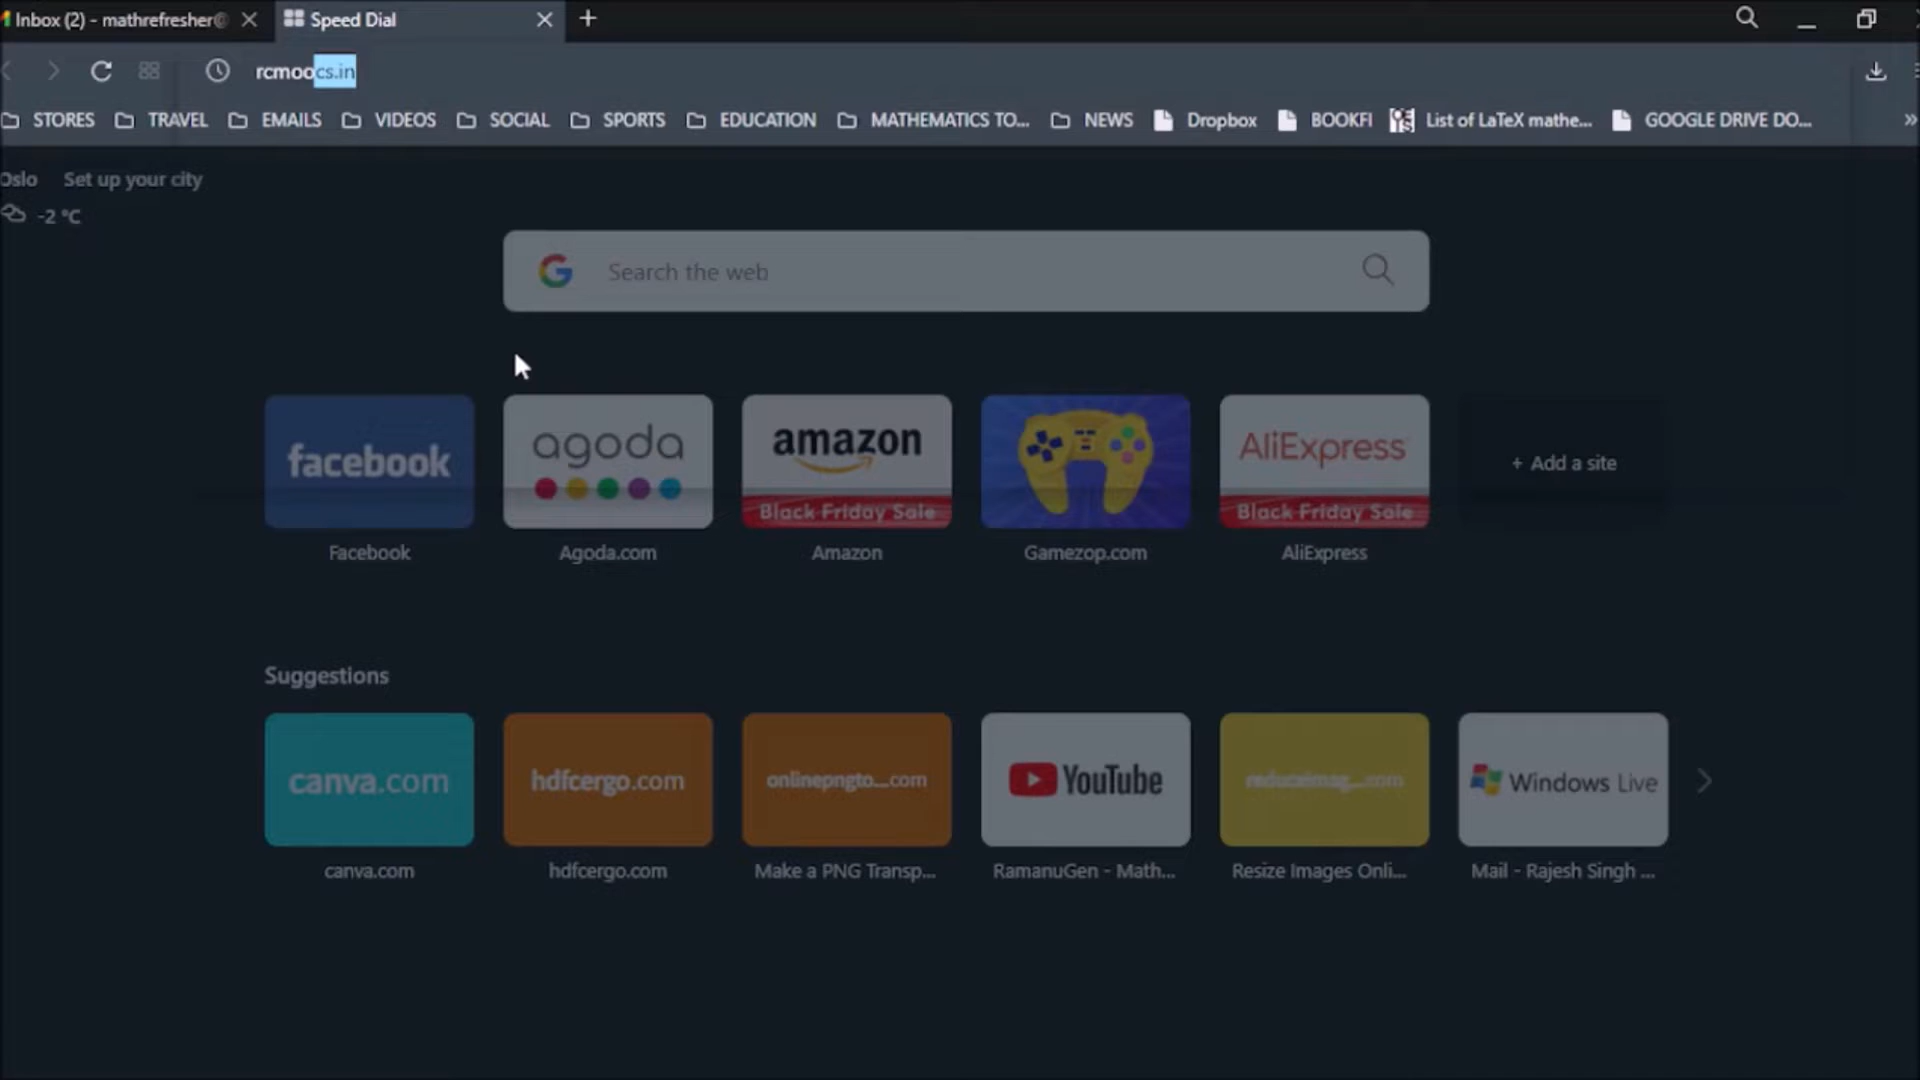 Inbox (2) - mathrefresher@
Speed Dial
rcmoocs.in
STORES TRAVEL EMAILS VIDEOS SOCIAL SPORTS EDUCATION MATHEMATICS TO... NEWS Dropbox BOOKFI List of LaTeX mathe... GOOGLE DRIVE DO...
Oslo Set up your city
-2 °C
Search the web
facebook agoda amazon AliExpress
+ Add a site
Black Friday Sale Black Friday Sale
Facebook Agoda.com Amazon Gamezop.com AliExpress
Suggestions
canva.com hdfcergo.com onlinepngto...com YouTube reduceimag...com Windows Live
canva.com hdfcergo.com Make a PNG Transp... RamanuGen - Math... Resize Images Onli... Mail - Rajesh Singh ...